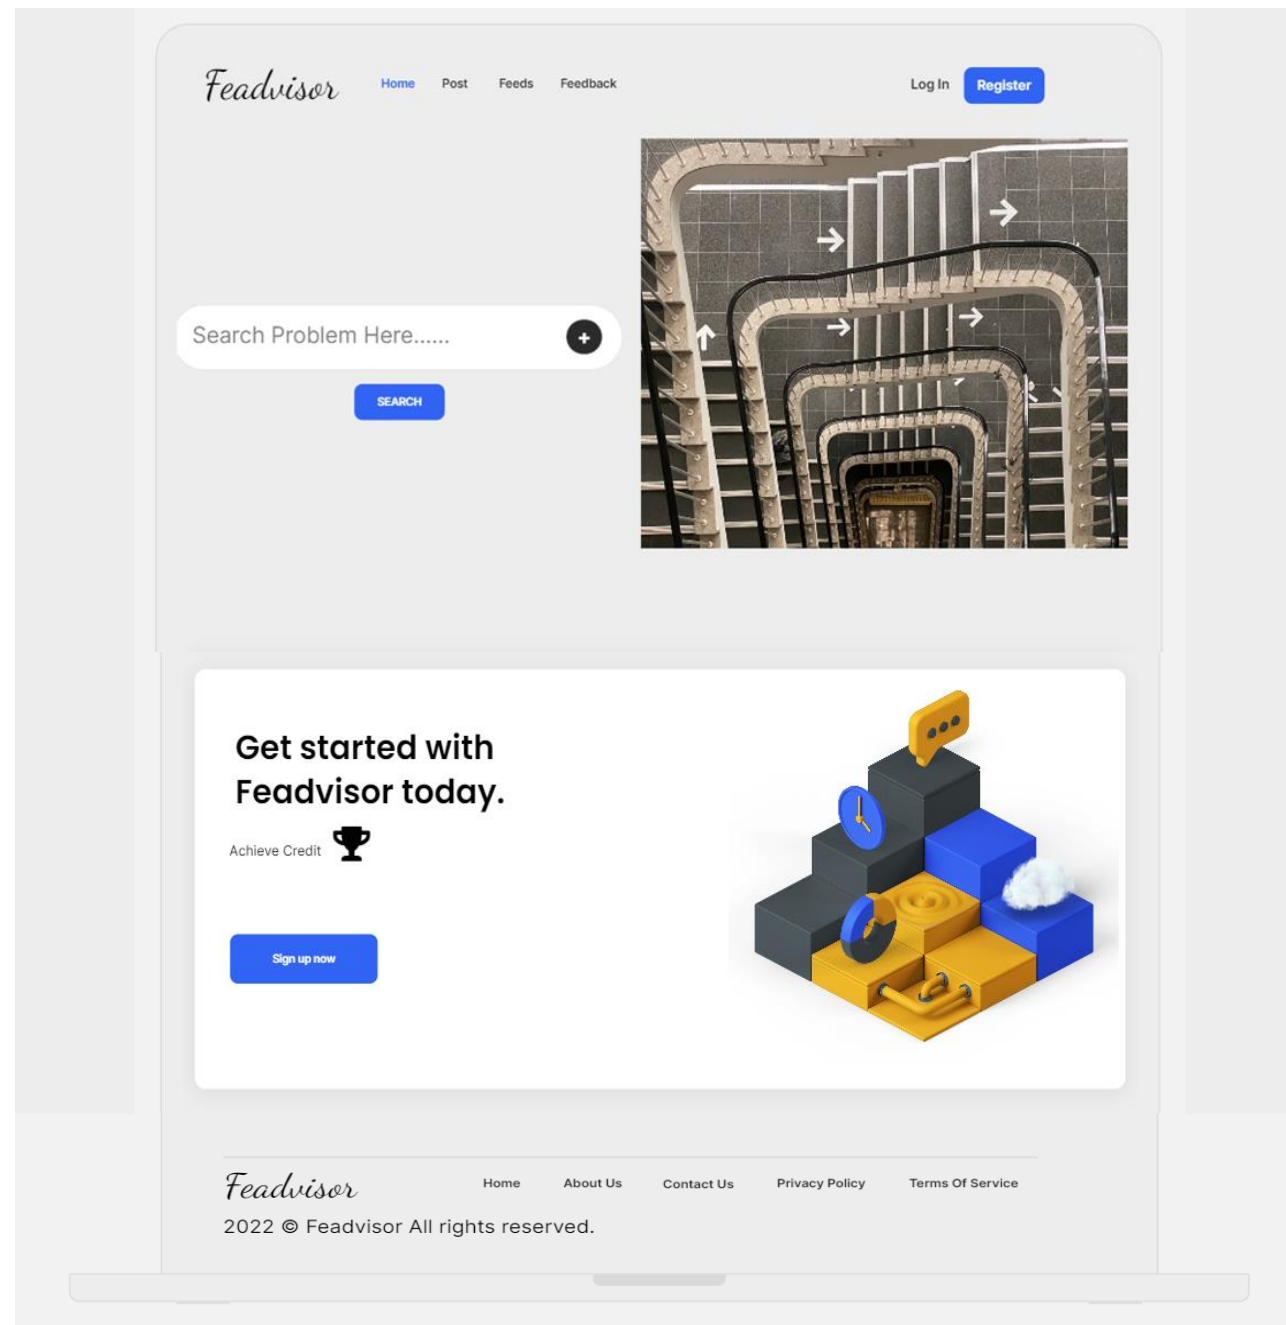 Feadvisor Home Post Feeds Feedback Log In Register
Search Problem Here...... +
SEARCH
Get started with
Feadvisor today.
Achieve Credit
Sign up now
Feadvisor Home About Us Contact Us Privacy Policy Terms Of Service
2022 © Feadvisor All rights reserved.